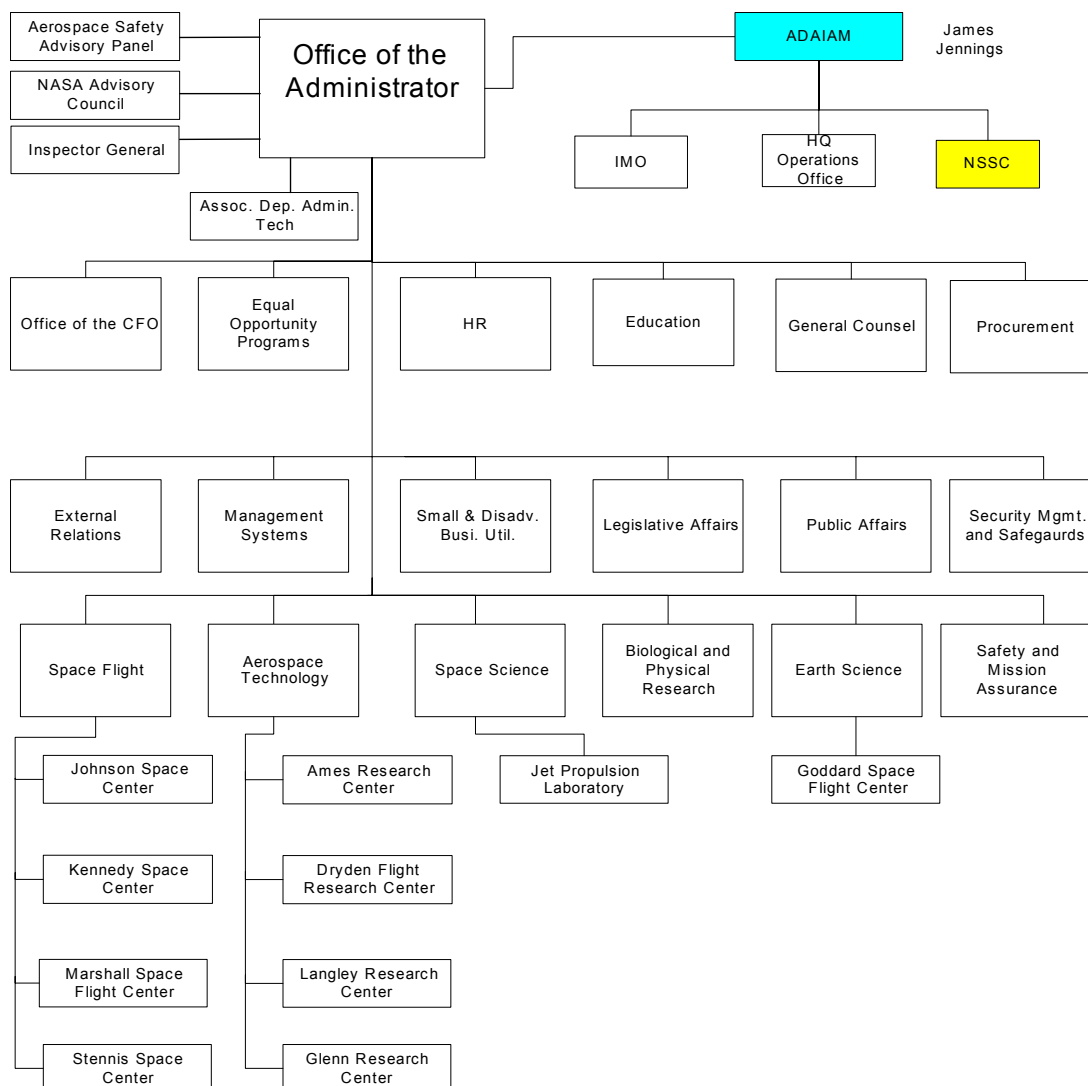 Aerospace Safety
Advisory Panel
Office of the
Administrator
ADAIAM
James
Jennings
NASA Advisory
Council
Inspector General
IMO
HQ
Operations
Office
NSSC
Assoc. Dep. Admin.
Tech
Office of the CFO
Equal
Opportunity
Programs
HR
Education
General Counsel
Procurement
External
Relations
Management
Systems
Small & Disadv.
Busi. Util.
Legislative Affairs
Public Affairs
Security Mgmt.
and Safegaurds
Space Flight
Aerospace
Technology
Space Science
Biological and
Physical
Research
Earth Science
Safety and
Mission
Assurance
Johnson Space
Center
Ames Research
Center
Jet Propulsion
Laboratory
Goddard Space
Flight Center
Kennedy Space
Center
Dryden Flight
Research Center
Marshall Space
Flight Center
Langley Research
Center
Stennis Space
Center
Glenn Research
Center